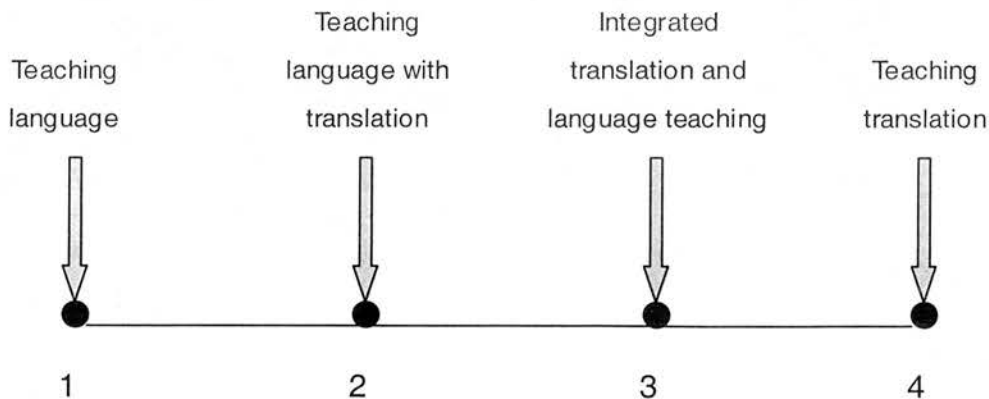 Teaching
language
Teaching
language with
translation
Integrated
translation and
language teaching
Teaching
translation
1
2
3
4